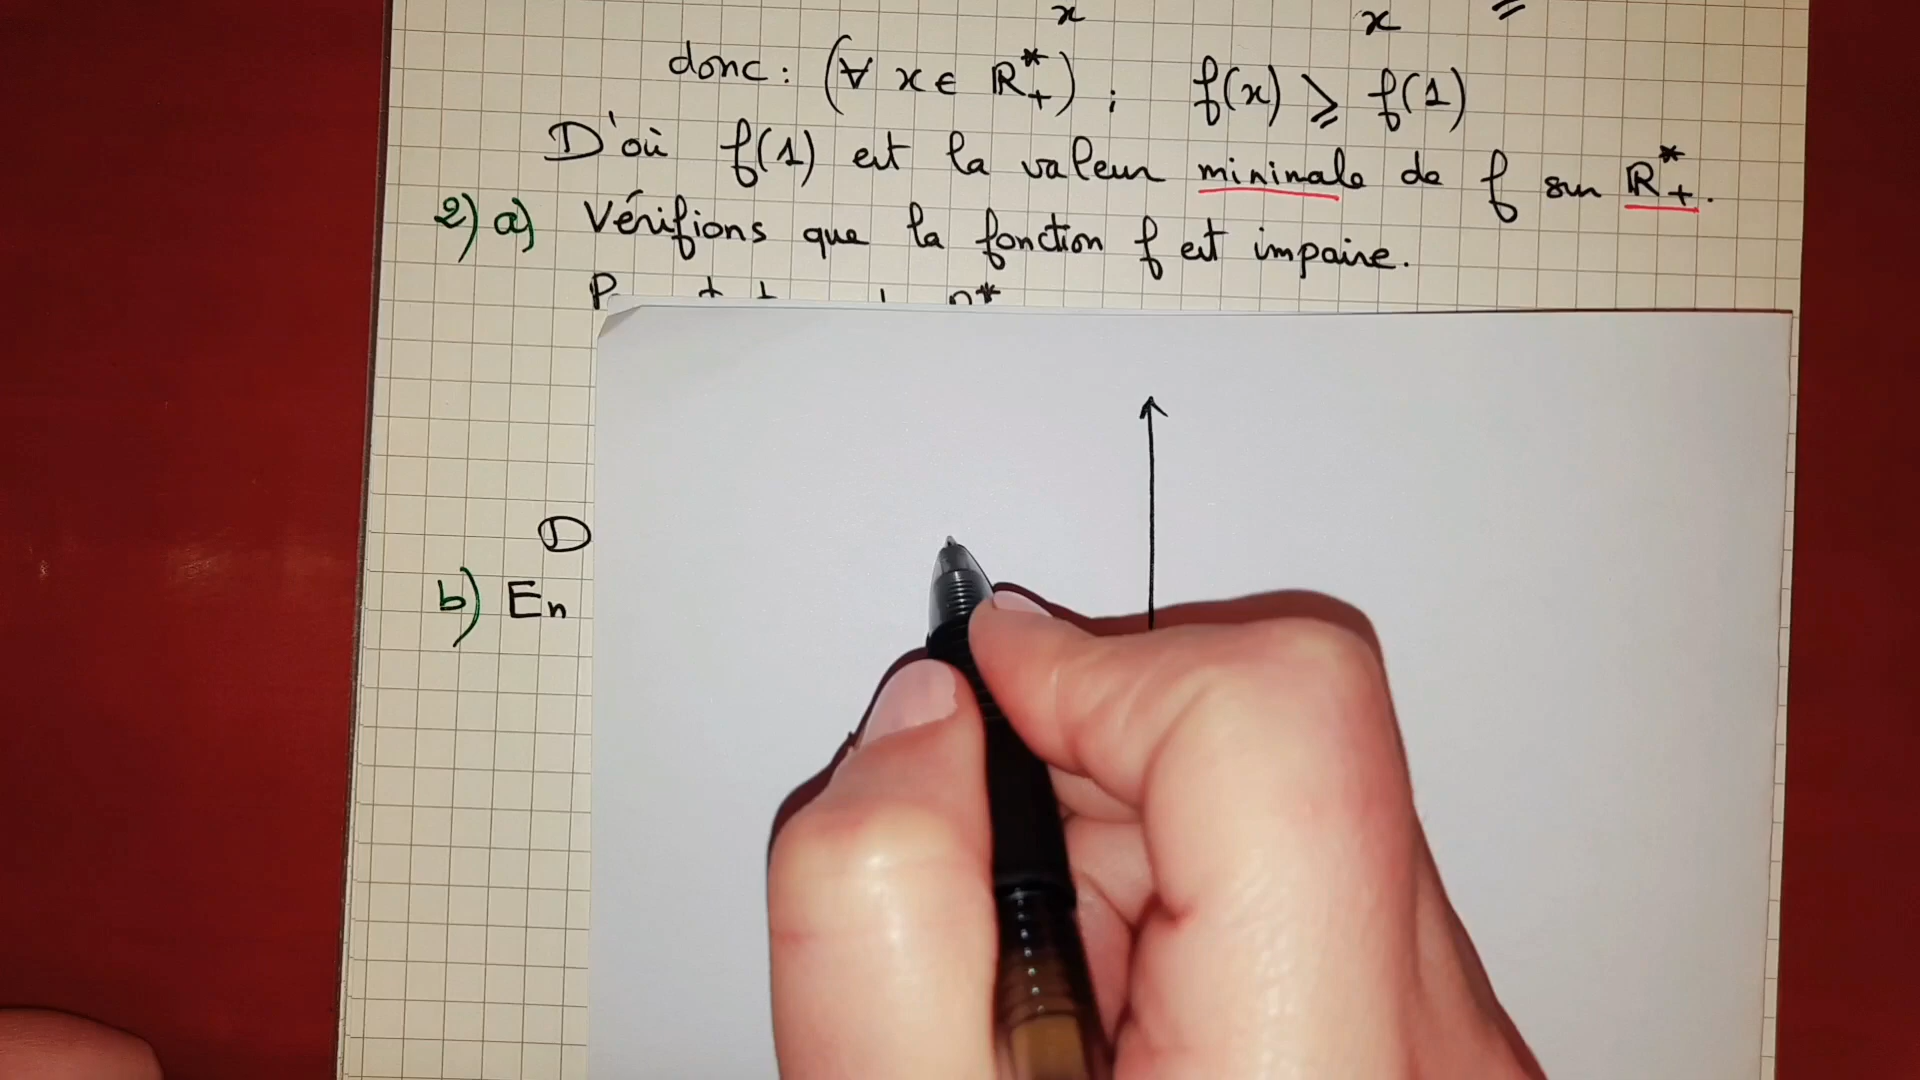 x x =
donc : (∀ x ∈ ℝ*₊) ; f(x) ⩾ f(1)
D'où f(1) est la valeur minimale de f sur ℝ*₊.
2) a) Vérifions que la fonction f est impaire.
D
b) En